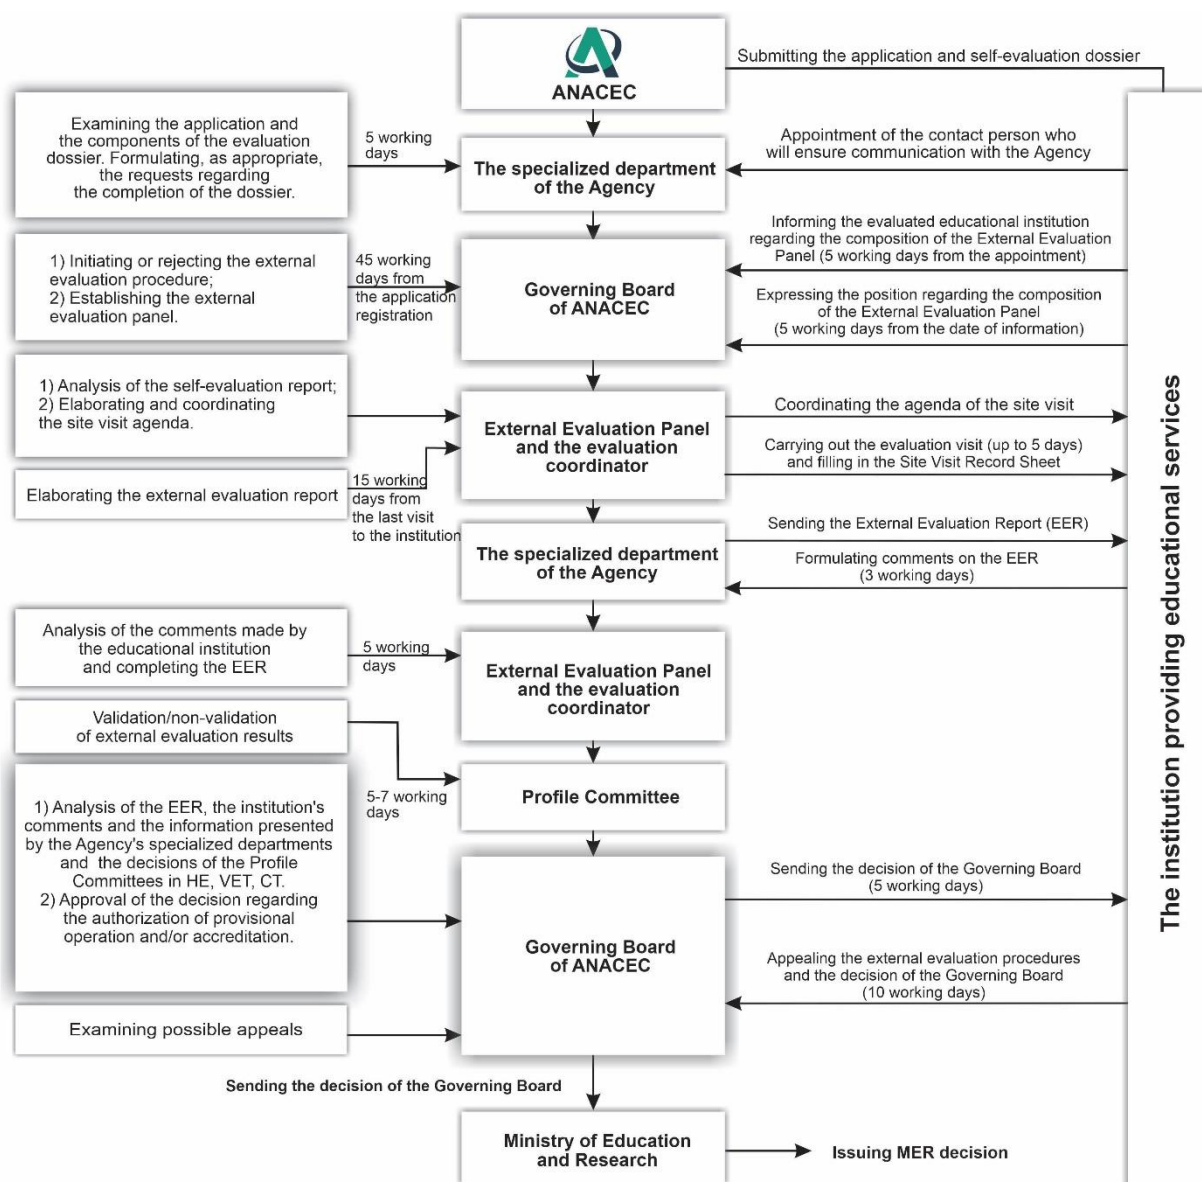 ANACEC
Submitting the application and self-evaluation dossier
Examining the application and
the components of the evaluation
dossier. Formulating, as appropriate,
the requests regarding
the completion of the dossier.
5 working
days
The specialized department
of the Agency
Appointment of the contact person who
will ensure communication with the Agency
1) Initiating or rejecting the external
evaluation procedure;
2) Establishing the external
evaluation panel.
45 working
days from
the application
registration
Governing Board
of ANACEC
Informing the evaluated educational institution
regarding the composition of the External Evaluation
Panel (5 working days from the appointment)
Expressing the position regarding the composition
of the External Evaluation Panel
(5 working days from the date of information)
1) Analysis of the self-evaluation report;
2) Elaborating and coordinating
the site visit agenda.
Elaborating the external evaluation report
15 working
days from
the last visit
to the institution
External Evaluation Panel
and the evaluation
coordinator
Coordinating the agenda of the site visit
Carrying out the evaluation visit (up to 5 days)
and filling in the Site Visit Record Sheet
The specialized department
of the Agency
Sending the External Evaluation Report (EER)
Formulating comments on the EER
(3 working days)
Analysis of the comments made by
the educational institution
and completing the EER
5 working
days
External Evaluation Panel
and the evaluation
coordinator
Validation/non-validation
of external evaluation results
5-7 working
days
Profile Committee
1) Analysis of the EER, the institution's
comments and the information presented
by the Agency's specialized departments
and the decisions of the Profile
Committees in HE, VET, CT.
2) Approval of the decision regarding
the authorization of provisional
operation and/or accreditation.
Examining possible appeals
Governing Board
of ANACEC
Sending the decision of the Governing Board
(5 working days)
Appealing the external evaluation procedures
and the decision of the Governing Board
(10 working days)
Sending the decision of the Governing Board
Ministry of Education
and Research
Issuing MER decision
The institution providing educational services